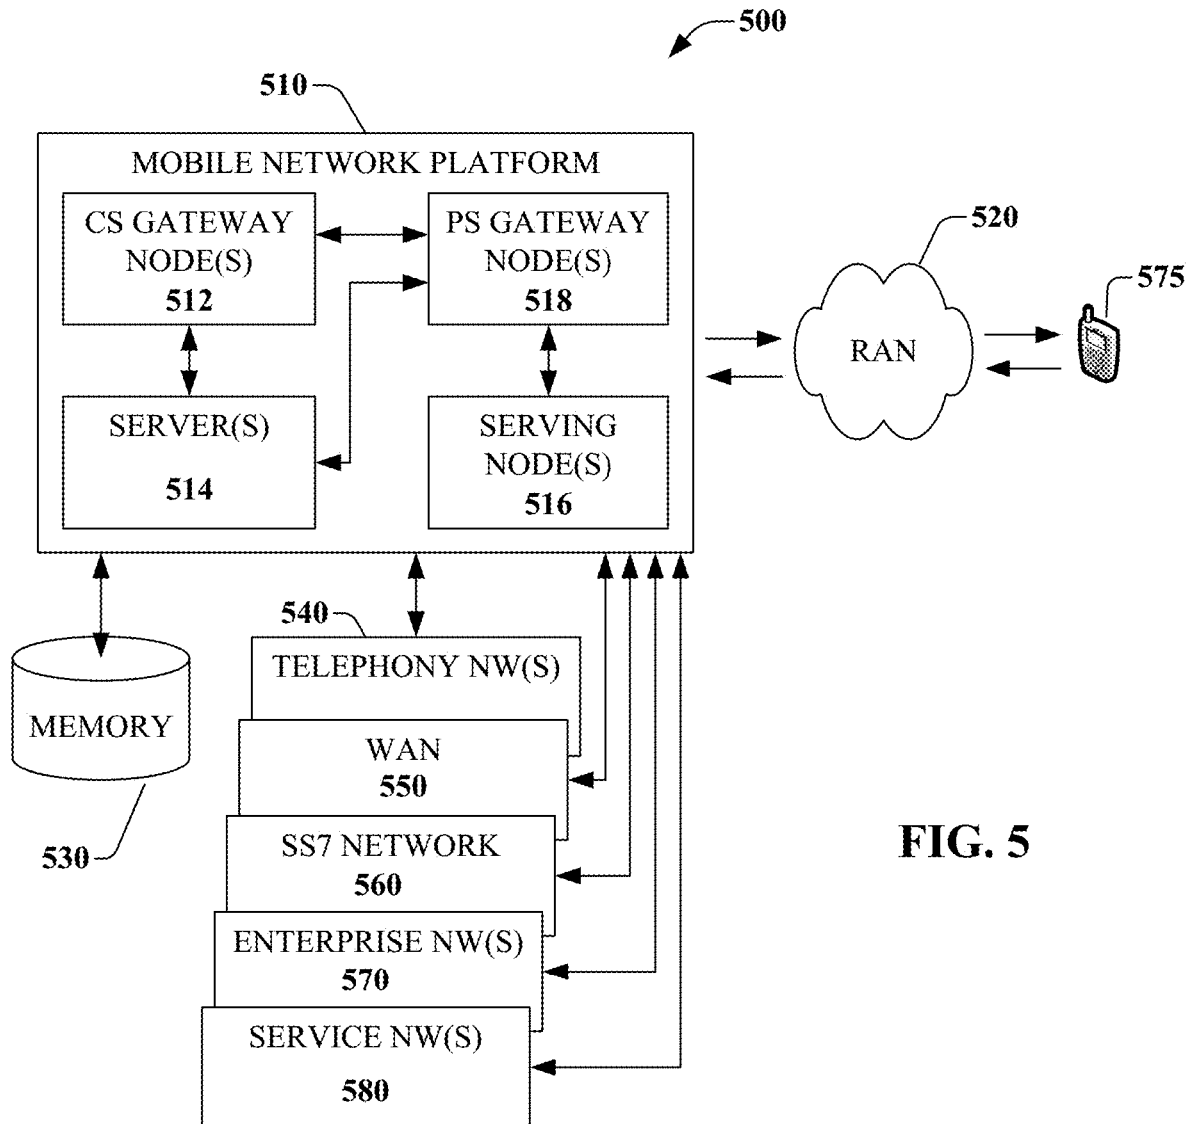 500
510
MOBILE NETWORK PLATFORM
CS GATEWAY
NODE(S)
512
PS GATEWAY
NODE(S)
518
SERVER(S)
514
SERVING
NODE(S)
516
520
RAN
575
540
TELEPHONY NW(S)
MEMORY
530
WAN
550
SS7 NETWORK
560
ENTERPRISE NW(S)
570
SERVICE NW(S)
580
FIG. 5